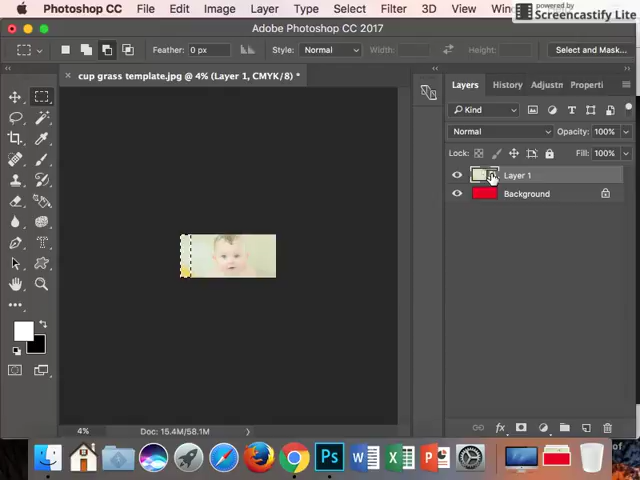 Photoshop CC File Edit Image Layer Type Select Filter 3D View
powered by
Screencastify Lite
Adobe Photoshop CC 2017
Feather: 0 px Style: Normal Width: Height: Select and Mask...
cup grass template.jpg @ 4% (Layer 1, CMYK/8) *
Layers History Adjustm Properti
Kind
Normal Opacity: 100%
Lock: Fill: 100%
Layer 1
Background
fx
4% Doc: 15.4M/58.1M
Ps W X P
of